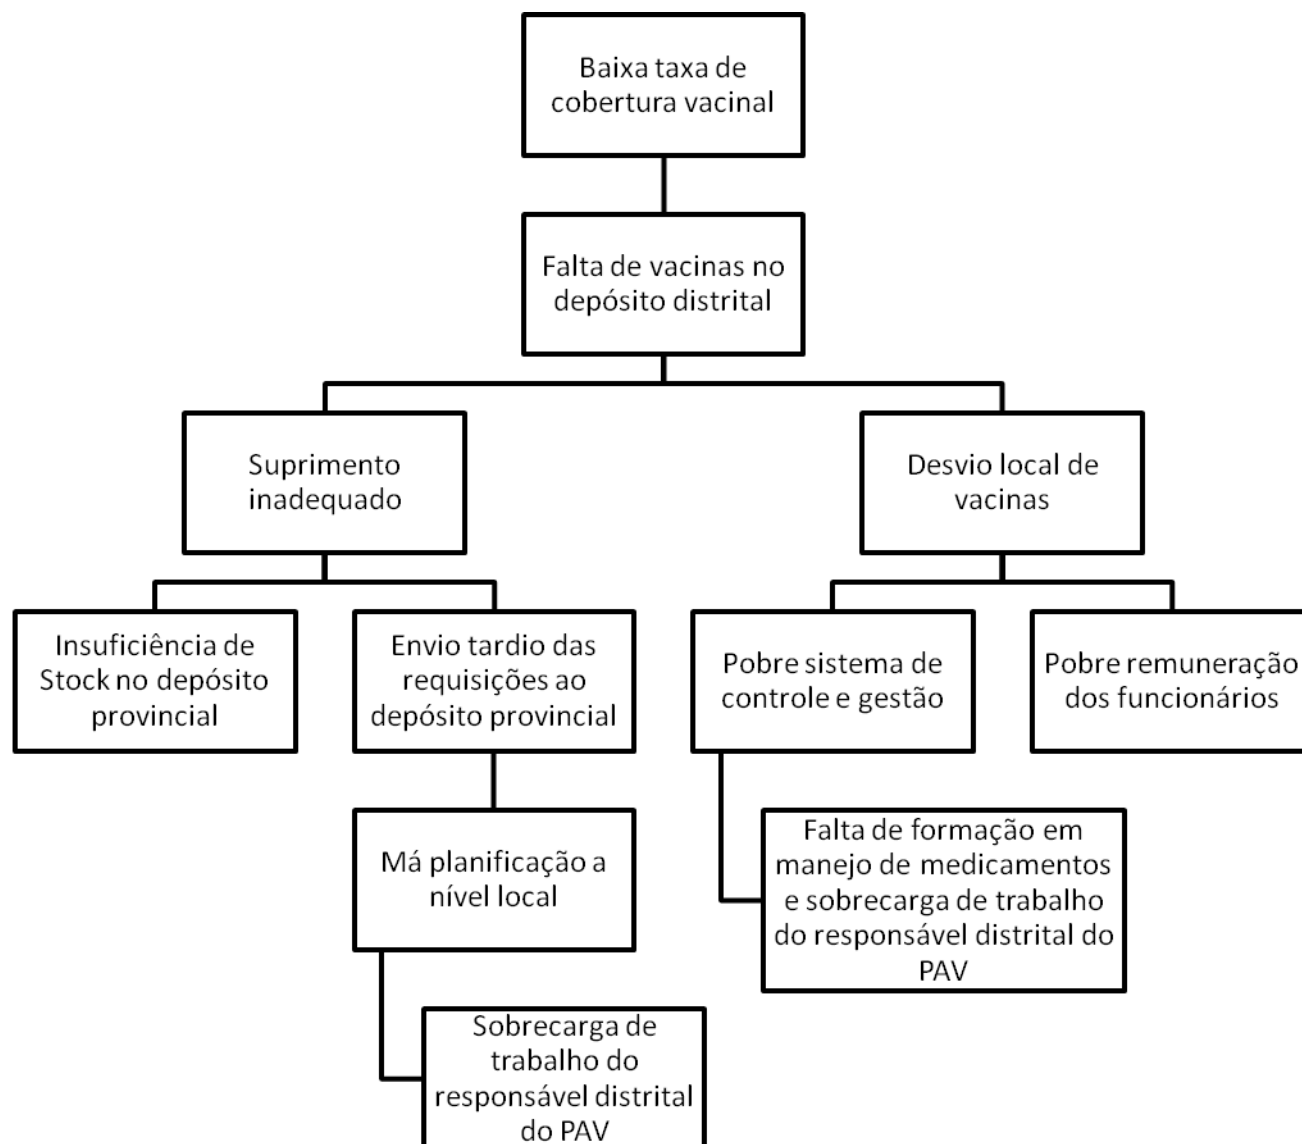 Baixa taxa de
cobertura vacinal
Falta de vacinas no
depósito distrital
Suprimento
inadequado
Desvio local de
vacinas
Insuficiência de
Stock no depósito
provincial
Envio tardio das
requisições ao
depósito provincial
Pobre sistema de
controle e gestão
Pobre remuneração
dos funcionários
Má planificação a
nível local
Falta de formação em
manejo de medicamentos
e sobrecarga de trabalho
do responsável distrital do
PAV
Sobrecarga de
trabalho do
responsável distrital
do PAV